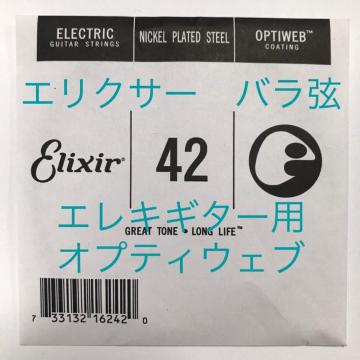 ELECTRIC
GUITAR STRINGS
NICKEL PLATED STEEL
OPTIWEB™
COATING
エリクサー　バラ弦
Elixir®
42
エレキギター用
GREAT TONE • LONG LIFE™
オプティウェブ
7 33132 16242 0